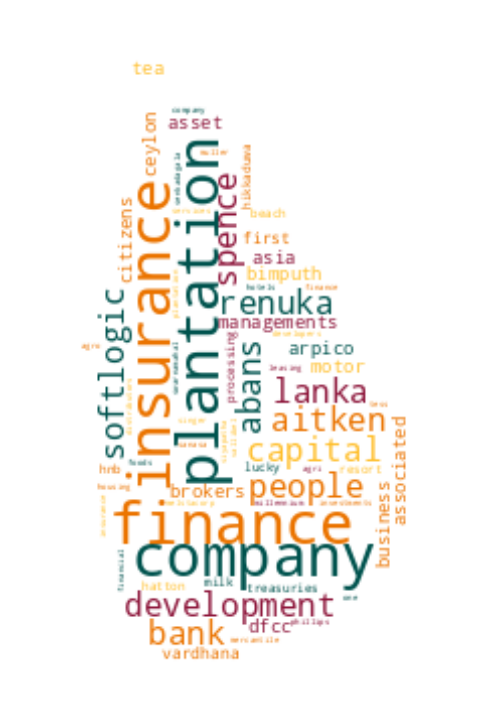 tea
company
asset
ceylon
plantation
insurance
spence
hikkaduwa
citizens
beach
first
asia
bimputh
hotels
finance
renuka
managements
softlogic
processing
abans
arpico
agro
leasing
motor
lanka
aitken
associated
singer
capital
foods
hnb
lucky
agri
resort
people
housing
brokers
business
millennium
investments
finance
company
financial
hatton
milk
treasuries
one
development
phillips
dfcc
bank
mercantile
vardhana